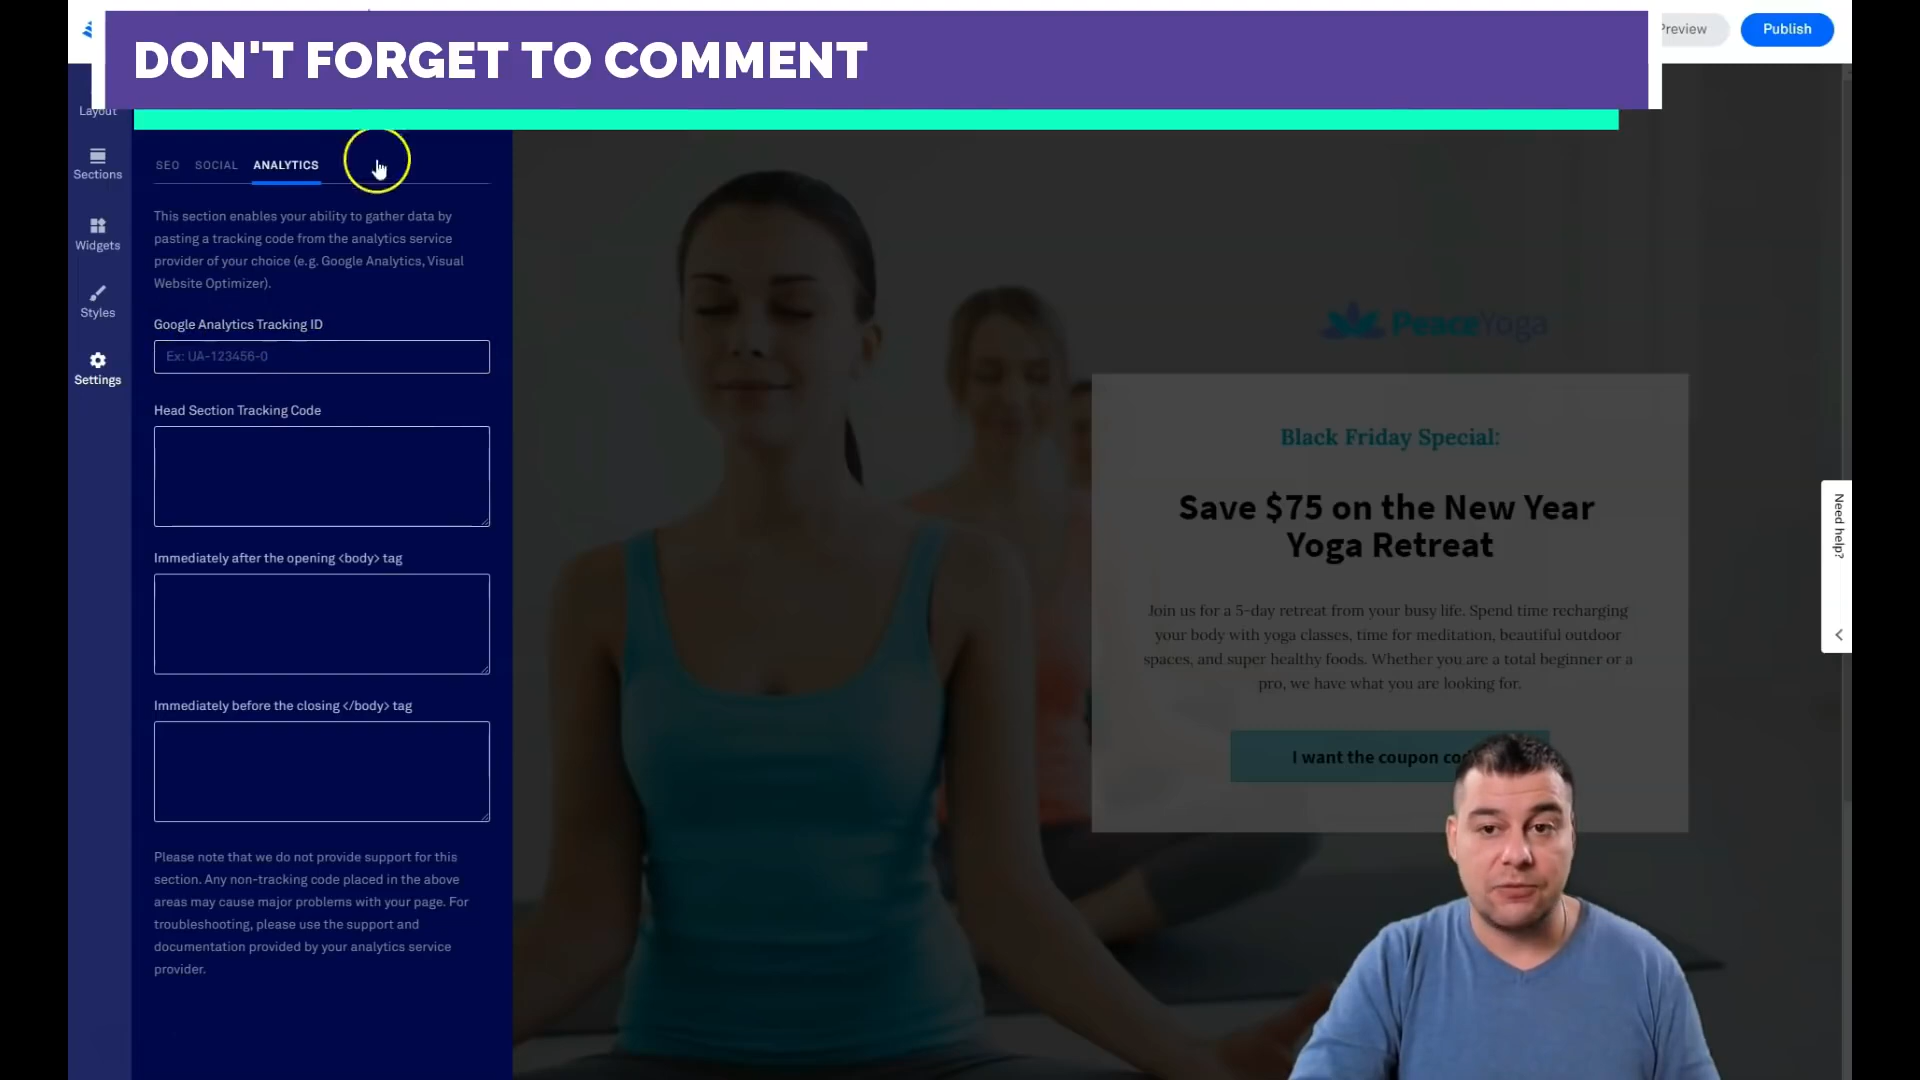 DON'T FORGET TO COMMENT
Preview
Publish
Layout
Sections
Widgets
Styles
Settings
SEO SOCIAL ANALYTICS
This section enables your ability to gather data by
pasting a tracking code from the analytics service
provider of your choice (e.g. Google Analytics, Visual
Website Optimizer).
Google Analytics Tracking ID
Ex: UA-123456-0
Head Section Tracking Code
Immediately after the opening <body> tag
Immediately before the closing </body> tag
Please note that we do not provide support for this
section. Any non-tracking code placed in the above
areas may cause major problems with your page. For
troubleshooting, please use the support and
documentation provided by your analytics service
provider.
PeaceYoga
Black Friday Special:
Save $75 on the New Year
Yoga Retreat
Join us for a 5-day retreat from your busy life. Spend time recharging
your body with yoga classes, time for meditation, beautiful outdoor
spaces, and super healthy foods. Whether you are a total beginner or a
pro, we have what you are looking for.
I want the coupon co
Need help?